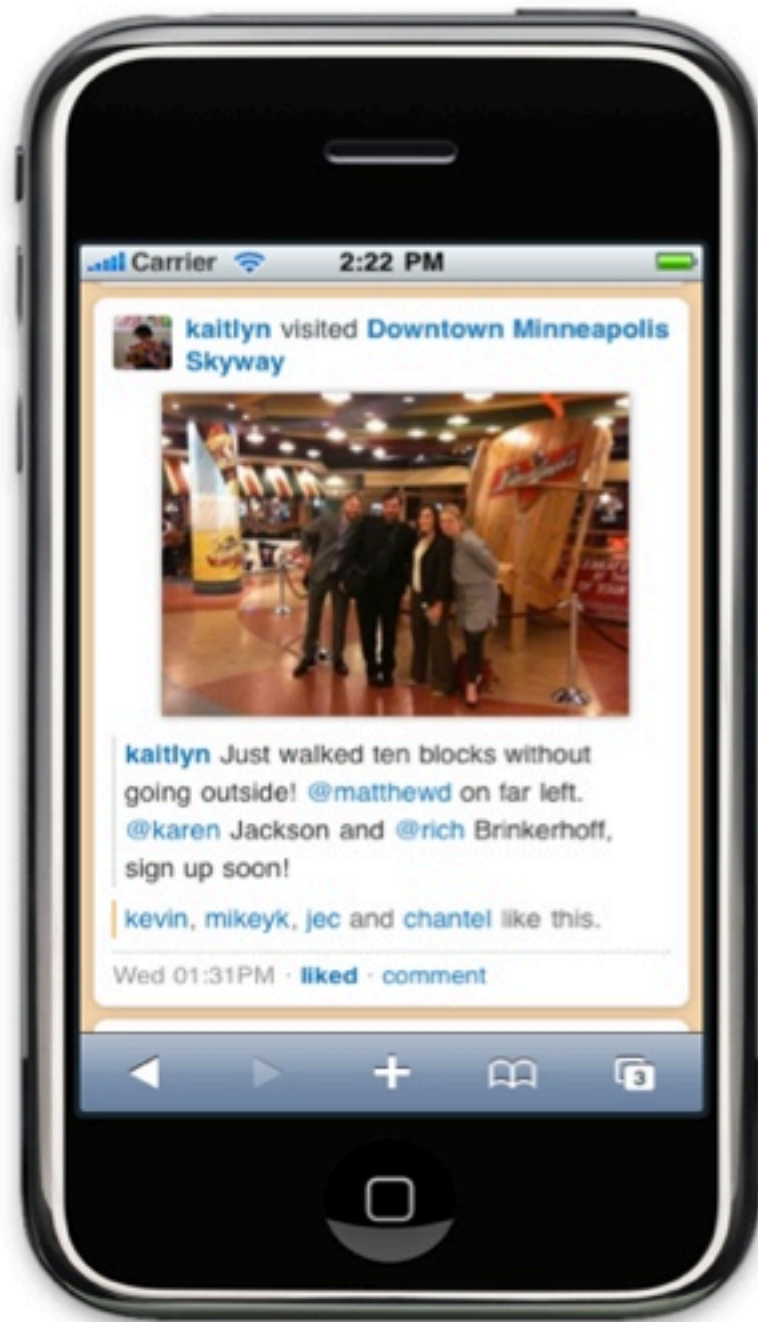 Carrier 2:22 PM
kaitlyn visited Downtown Minneapolis
Skyway
kaitlyn Just walked ten blocks without
going outside! @matthewd on far left.
@karen Jackson and @rich Brinkerhoff,
sign up soon!
kevin, mikeyk, jec and chantel like this.
Wed 01:31PM · liked · comment
3